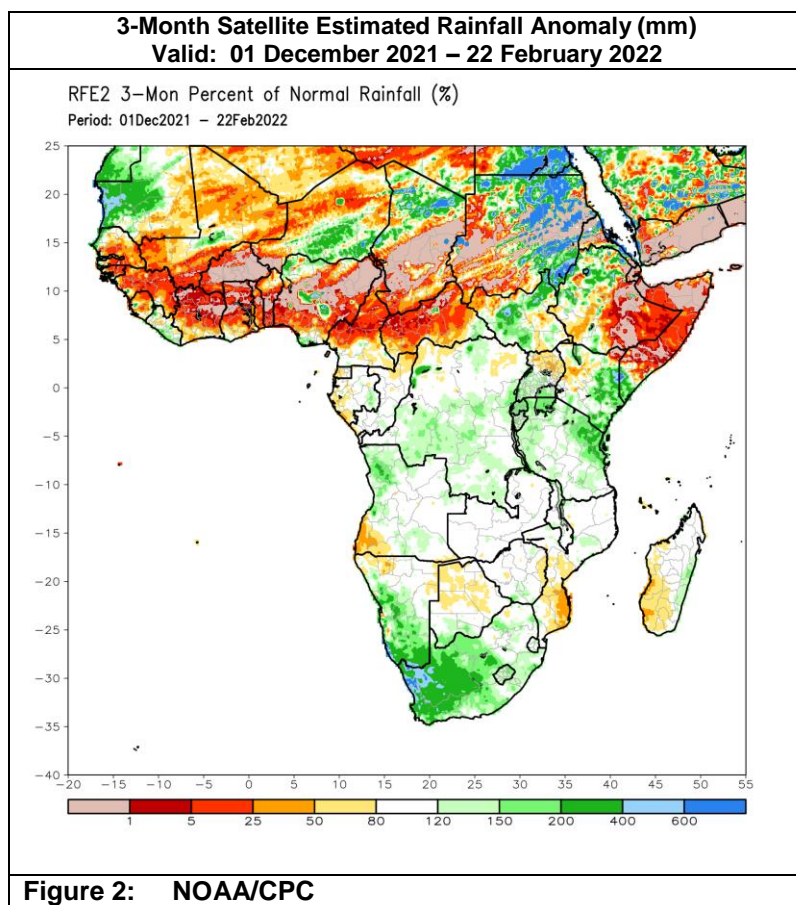 3-Month Satellite Estimated Rainfall Anomaly (mm)
Valid: 01 December 2021 – 22 February 2022
RFE2 3-Mon Percent of Normal Rainfall (%)
Period: 01Dec2021 – 22Feb2022
25
20
15
10
5
0
−5
−10
−15
−20
−25
−30
−35
−40
−20 −15 −10 −5 0 5 10 15 20 25 30 35 40 45 50 55
1 5 25 50 80 120 150 200 400 600
Figure 2: NOAA/CPC